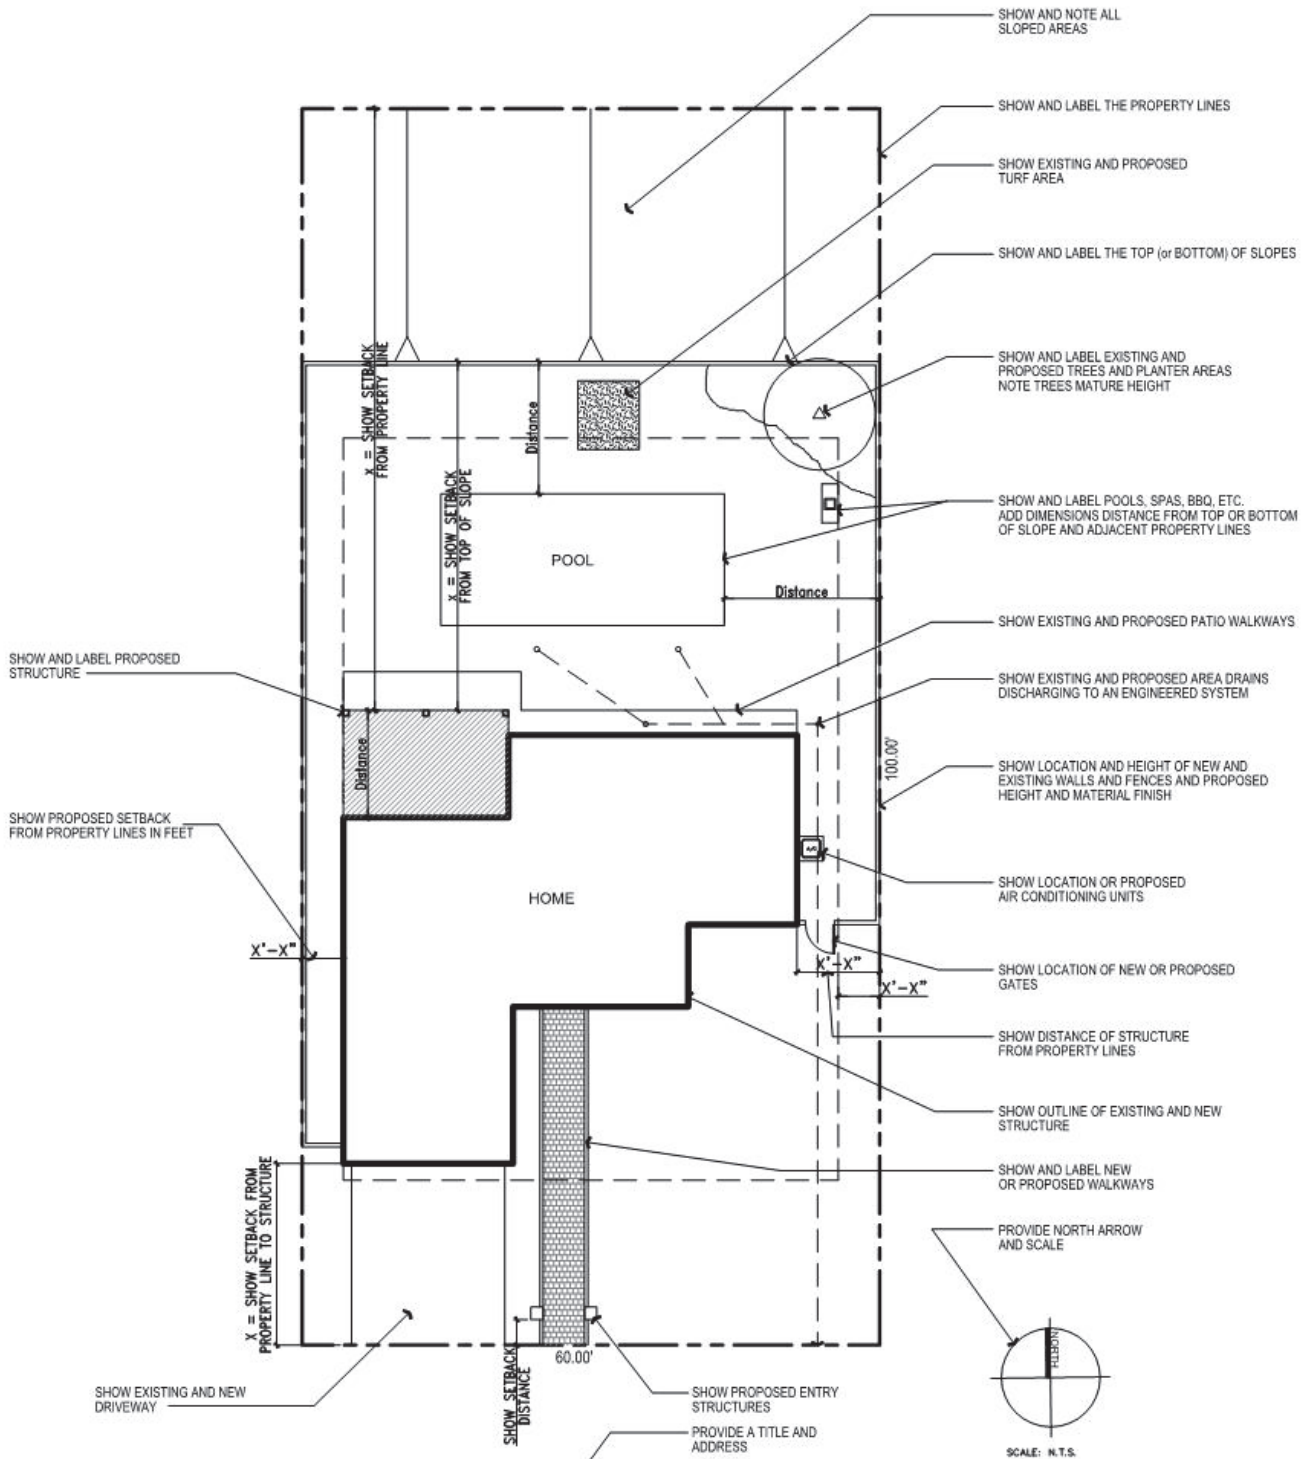 SHOW AND NOTE ALL
SLOPED AREAS
SHOW AND LABEL THE PROPERTY LINES
SHOW EXISTING AND PROPOSED
TURF AREA
SHOW AND LABEL THE TOP (or BOTTOM) OF SLOPES
SHOW AND LABEL EXISTING AND
PROPOSED TREES AND PLANTER AREAS
NOTE TREES MATURE HEIGHT
X = SHOW SETBACK
FROM PROPERTY LINE
Distance
X = SHOW SETBACK
FROM TOP OF SLOPE
SHOW AND LABEL POOLS, SPAS, BBQ, ETC.
ADD DIMENSIONS DISTANCE FROM TOP OR BOTTOM
OF SLOPE AND ADJACENT PROPERTY LINES
POOL
Distance
SHOW EXISTING AND PROPOSED PATIO WALKWAYS
SHOW AND LABEL PROPOSED
STRUCTURE
SHOW EXISTING AND PROPOSED AREA DRAINS
DISCHARGING TO AN ENGINEERED SYSTEM
Distance
100.00'
SHOW LOCATION AND HEIGHT OF NEW AND
EXISTING WALLS AND FENCES AND PROPOSED
HEIGHT AND MATERIAL FINISH
SHOW PROPOSED SETBACK
FROM PROPERTY LINES IN FEET
A/C
SHOW LOCATION OR PROPOSED
AIR CONDITIONING UNITS
HOME
X'-X"
X'-X"
X'-X"
SHOW LOCATION OF NEW OR PROPOSED
GATES
SHOW DISTANCE OF STRUCTURE
FROM PROPERTY LINES
SHOW OUTLINE OF EXISTING AND NEW
STRUCTURE
SHOW AND LABEL NEW
OR PROPOSED WALKWAYS
X = SHOW SETBACK FROM
PROPERTY LINE TO STRUCTURE
PROVIDE NORTH ARROW
AND SCALE
NORTH
60.00'
SHOW SETBACK
DISTANCE
SHOW EXISTING AND NEW
DRIVEWAY
SHOW PROPOSED ENTRY
STRUCTURES
PROVIDE A TITLE AND
ADDRESS
SCALE: N.T.S.